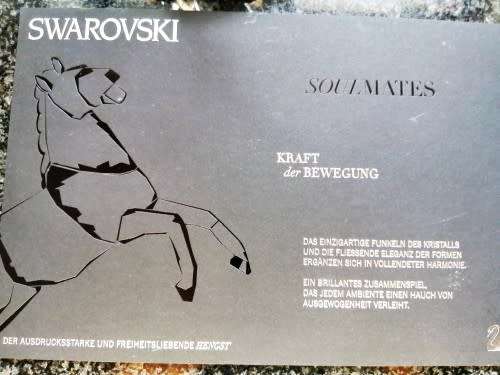 SWAROVSKI
SOULMATES
KRAFT
der BEWEGUNG
DAS EINZIGARTIGE FUNKELN DES KRISTALLS
UND DIE FLIESSENDE ELEGANZ DER FORMEN
ERGÄNZEN SICH IN VOLLENDETER HARMONIE.
EIN BRILLANTES ZUSAMMENSPIEL,
DAS JEDEM AMBIENTE EINEN HAUCH VON
AUSGEWOGENHEIT VERLEIHT.
DER AUSDRUCKSSTARKE UND FREIHEITSLIEBENDE HENGST